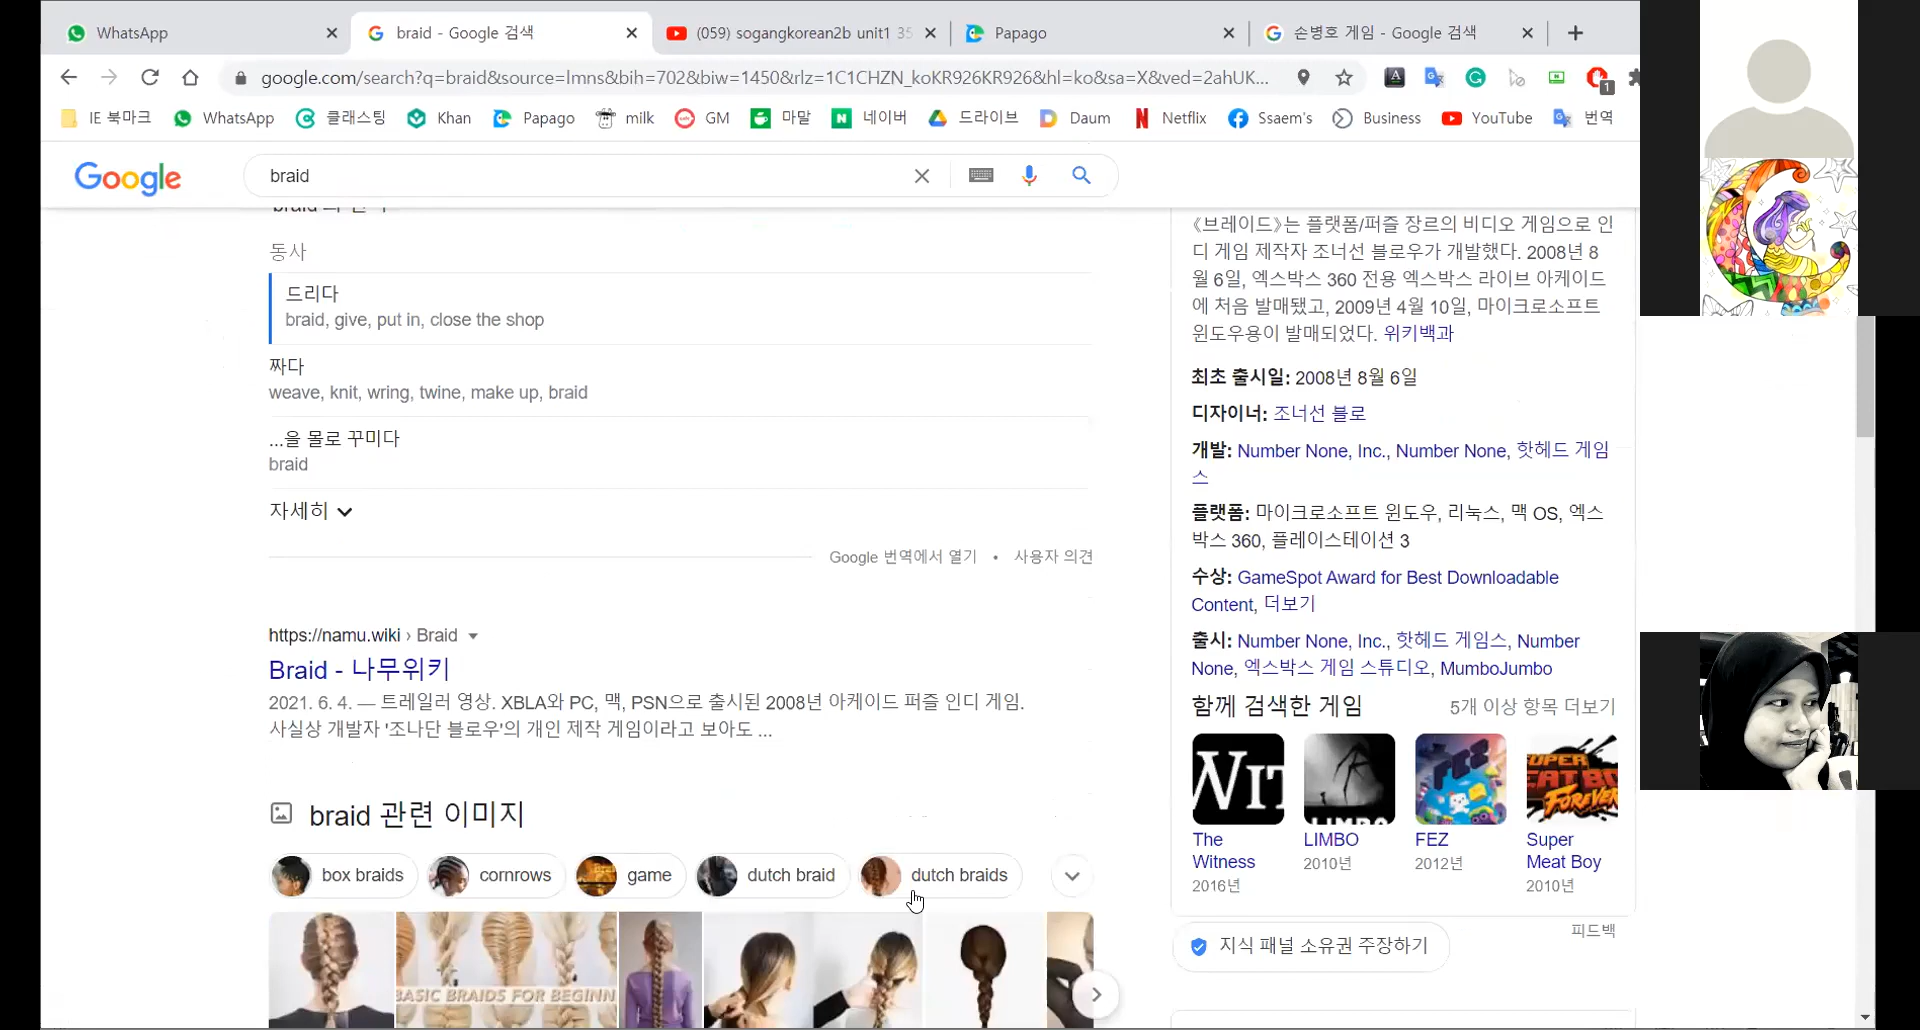 WhatsApp
braid - Google 검색
(059) sogangkorean2b unit1 35
Papago
손병호 게임 - Google 검색
google.com/search?q=braid&source=lmns&bih=702&biw=1450&rlz=1C1CHZN_koKR926KR926&hl=ko&sa=X&ved=2ahUK...
1
IE 북마크
WhatsApp
클래스팅
Khan
Papago
milk
GM
마말
네이버
드라이브
Daum
Netflix
Ssaem's
Business
YouTube
번역
Google
braid
동사
드리다
braid, give, put in, close the shop
짜다
weave, knit, wring, twine, make up, braid
...을 몰로 꾸미다
braid
자세히
Google 번역에서 열기 • 사용자 의견
https://namu.wiki › Braid
Braid - 나무위키
2021. 6. 4. — 트레일러 영상. XBLA와 PC, 맥, PSN으로 출시된 2008년 아케이드 퍼즐 인디 게임.
사실상 개발자 '조나단 블로우'의 개인 제작 게임이라고 보아도 ...
braid 관련 이미지
box braids
cornrows
game
dutch braid
dutch braids
BASIC BRAIDS FOR BEGINN
《브레이드》는 플랫폼/퍼즐 장르의 비디오 게임으로 인
디 게임 제작자 조너선 블로우가 개발했다. 2008년 8
월 6일, 엑스박스 360 전용 엑스박스 라이브 아케이드
에 처음 발매됐고, 2009년 4월 10일, 마이크로소프트
윈도우용이 발매되었다. 위키백과
최초 출시일: 2008년 8월 6일
디자이너: 조너선 블로
개발: Number None, Inc., Number None, 핫헤드 게임
스
플랫폼: 마이크로소프트 윈도우, 리눅스, 맥 OS, 엑스
박스 360, 플레이스테이션 3
수상: GameSpot Award for Best Downloadable
Content, 더보기
출시: Number None, Inc., 핫헤드 게임스, Number
None, 엑스박스 게임 스튜디오, MumboJumbo
함께 검색한 게임
5개 이상 항목 더보기
WIT
LIMBO
FEZ
SUPER
MEAT BO
FOREVER
The
Witness
2016년
LIMBO
2010년
FEZ
2012년
Super
Meat Boy
2010년
피드백
지식 패널 소유권 주장하기